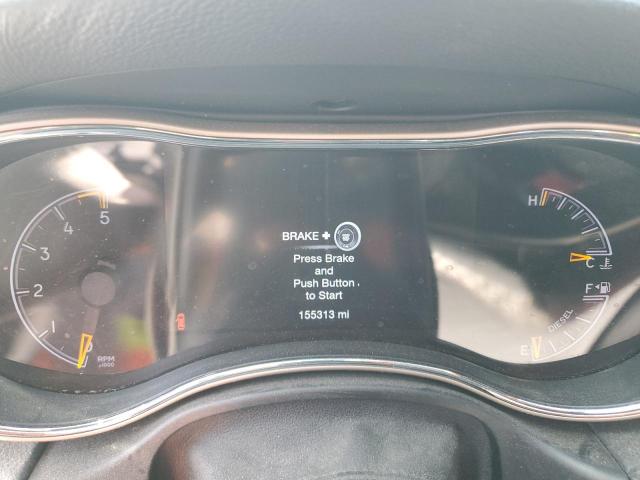 4 5
3
2
1
0
RPM
x1000
BRAKE +
Press Brake
and
Push Button
to Start
155313 mi
H
C
F
DIESEL
E